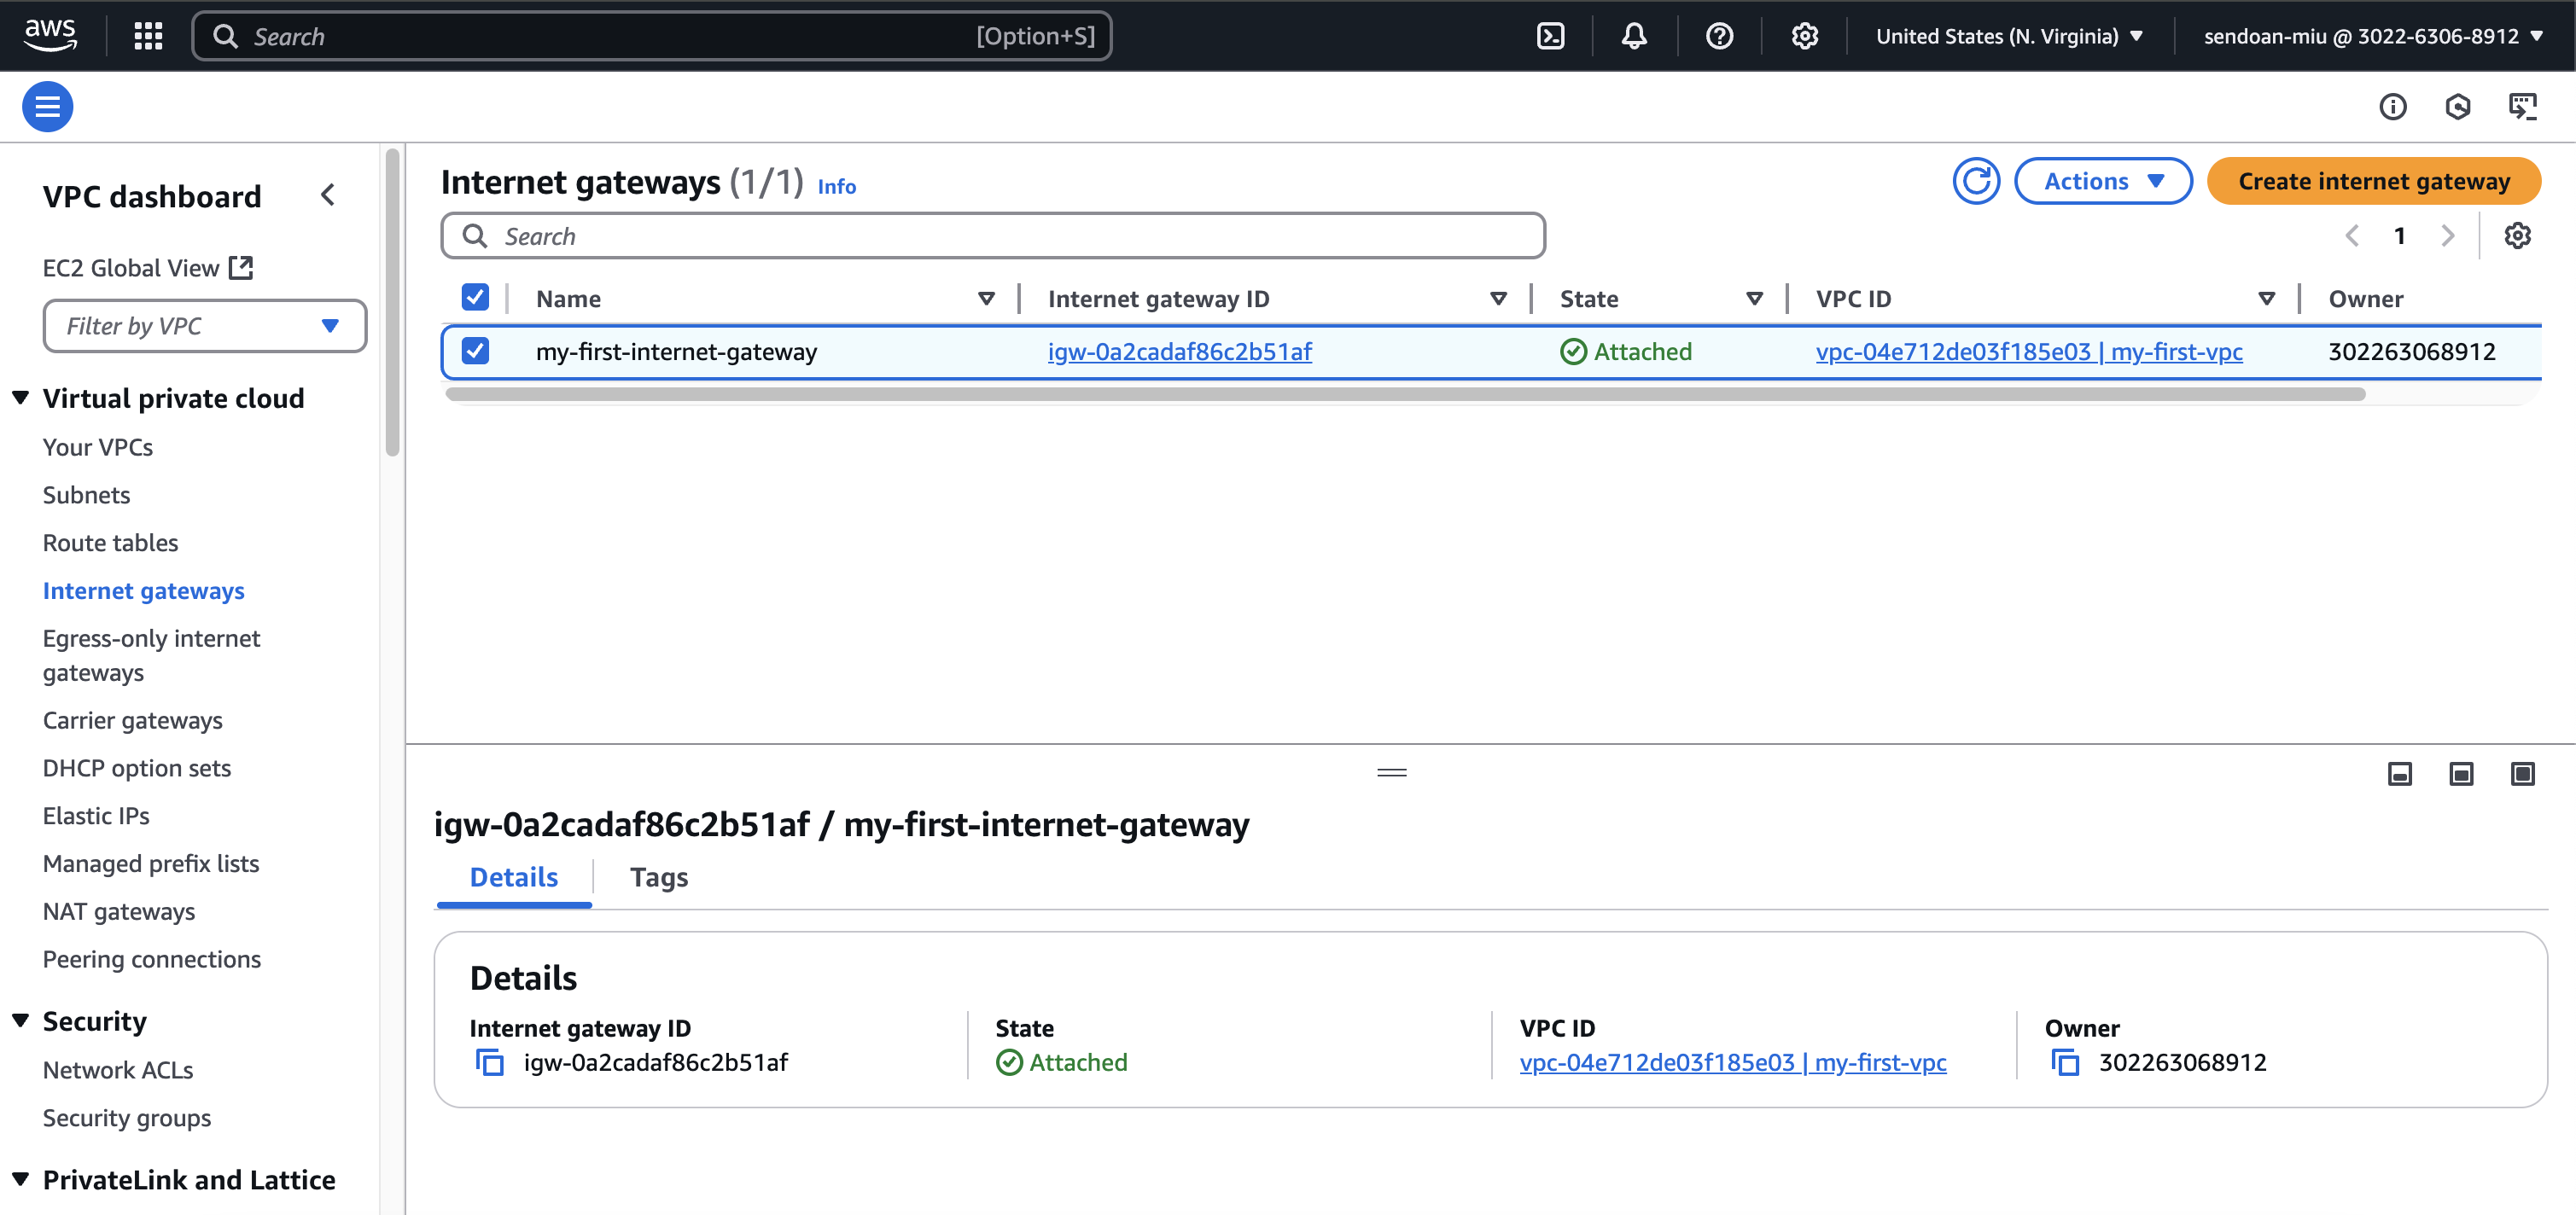 aws
Search
[Option+S]
United States (N. Virginia)
sendoan-miu @ 3022-6306-8912
VPC dashboard
EC2 Global View
Filter by VPC
Virtual private cloud
Your VPCs
Subnets
Route tables
Internet gateways
Egress-only internet
gateways
Carrier gateways
DHCP option sets
Elastic IPs
Managed prefix lists
NAT gateways
Peering connections
Security
Network ACLs
Security groups
PrivateLink and Lattice
Internet gateways (1/1) Info
Actions
Create internet gateway
Search
1
Name Internet gateway ID State VPC ID Owner
my-first-internet-gateway igw-0a2cadaf86c2b51af Attached vpc-04e712de03f185e03 | my-first-vpc 302263068912
igw-0a2cadaf86c2b51af / my-first-internet-gateway
Details Tags
Details
Internet gateway ID State VPC ID Owner
igw-0a2cadaf86c2b51af Attached vpc-04e712de03f185e03 | my-first-vpc 302263068912